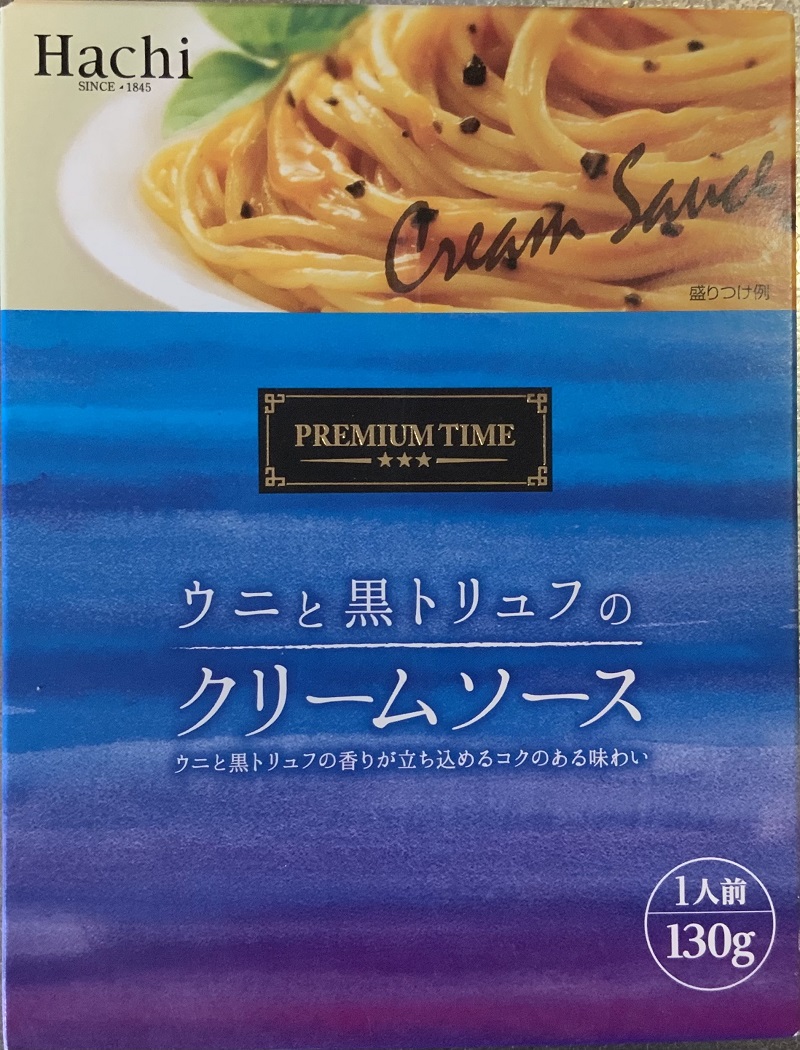 Hachi
SINCE 1845
Cream Sauce
盛りつけ例
PREMIUM TIME
ウニと黒トリュフの
クリームソース
ウニと黒トリュフの香りが立ち込めるコクのある味わい
1人前
130g